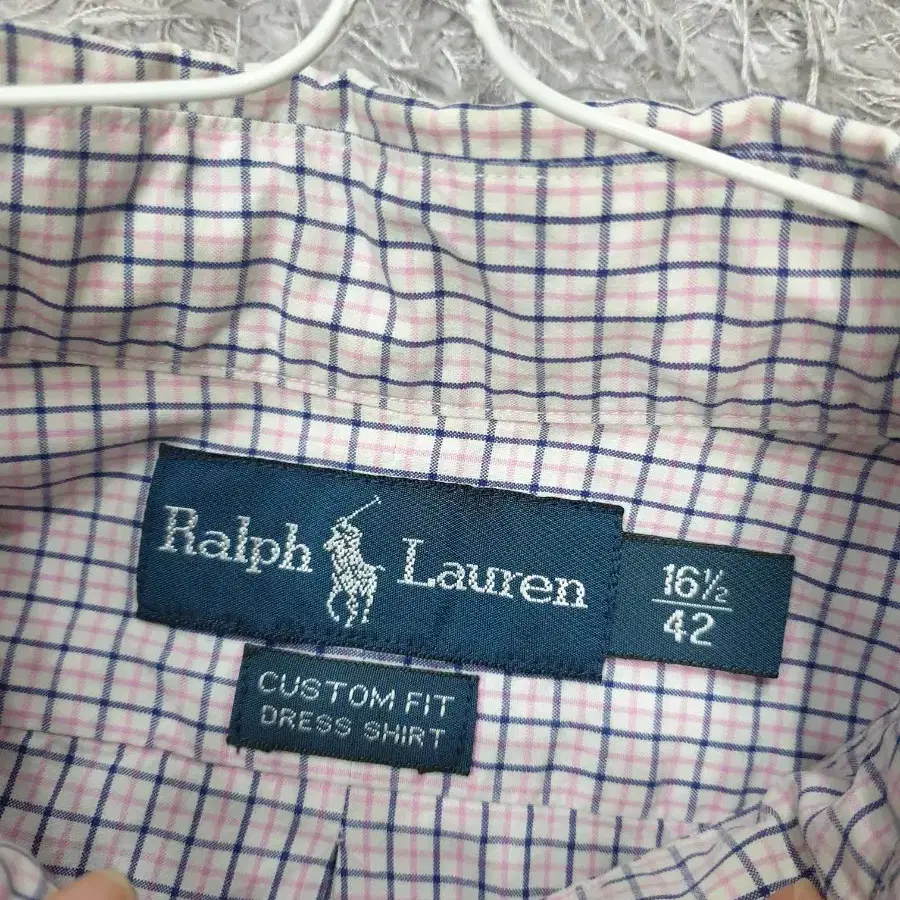 Ralph Lauren
16½
42
CUSTOM FIT
DRESS SHIRT